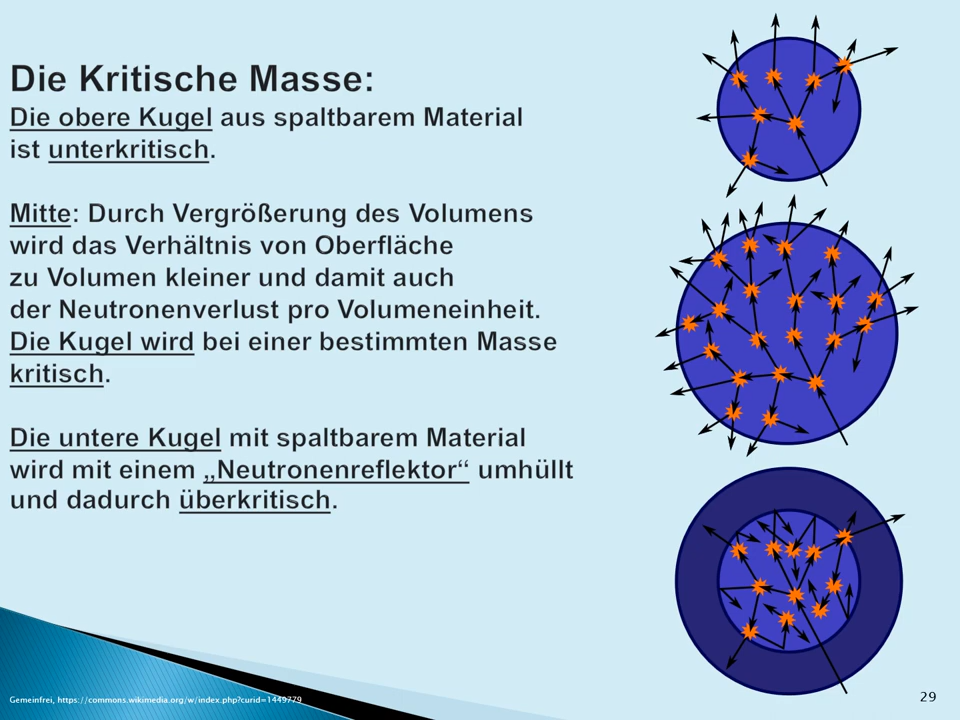 Die Kritische Masse:
Die obere Kugel aus spaltbarem Material
ist unterkritisch.
Mitte: Durch Vergrößerung des Volumens
wird das Verhältnis von Oberfläche
zu Volumen kleiner und damit auch
der Neutronenverlust pro Volumeneinheit.
Die Kugel wird bei einer bestimmten Masse
kritisch.
Die untere Kugel mit spaltbarem Material
wird mit einem „Neutronenreflektor“ umhüllt
und dadurch überkritisch.
Gemeinfrei, https://commons.wikimedia.org/w/index.php?curid=1449779
29